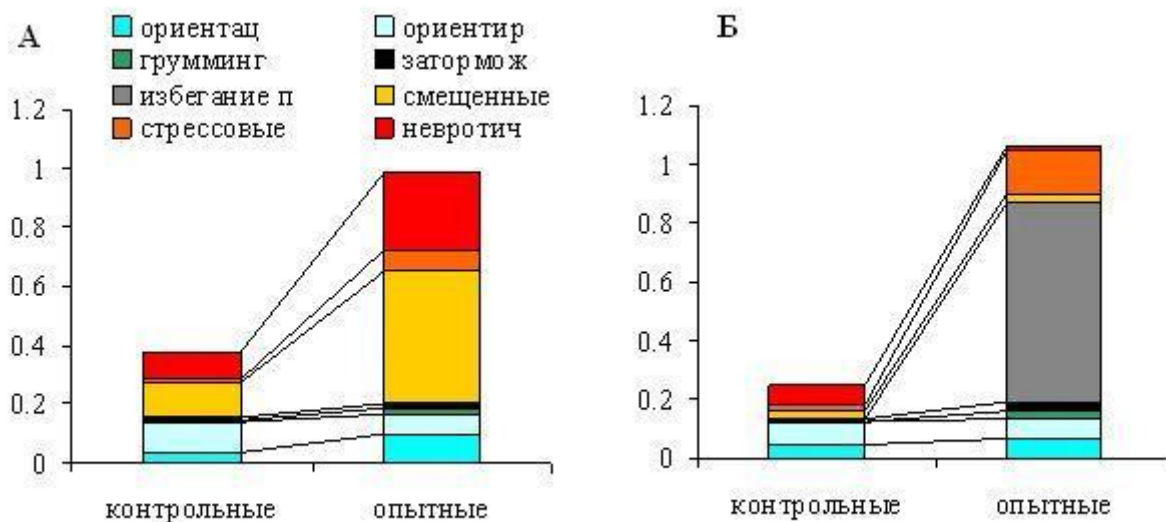 А
ориентац ориентир
грумминг затормож
избегание п смещенные
стрессовые невротич
1.2
1
0.8
0.6
0.4
0.2
0
контрольные опытные
Б
1.2
1
0.8
0.6
0.4
0.2
0
контрольные опытные